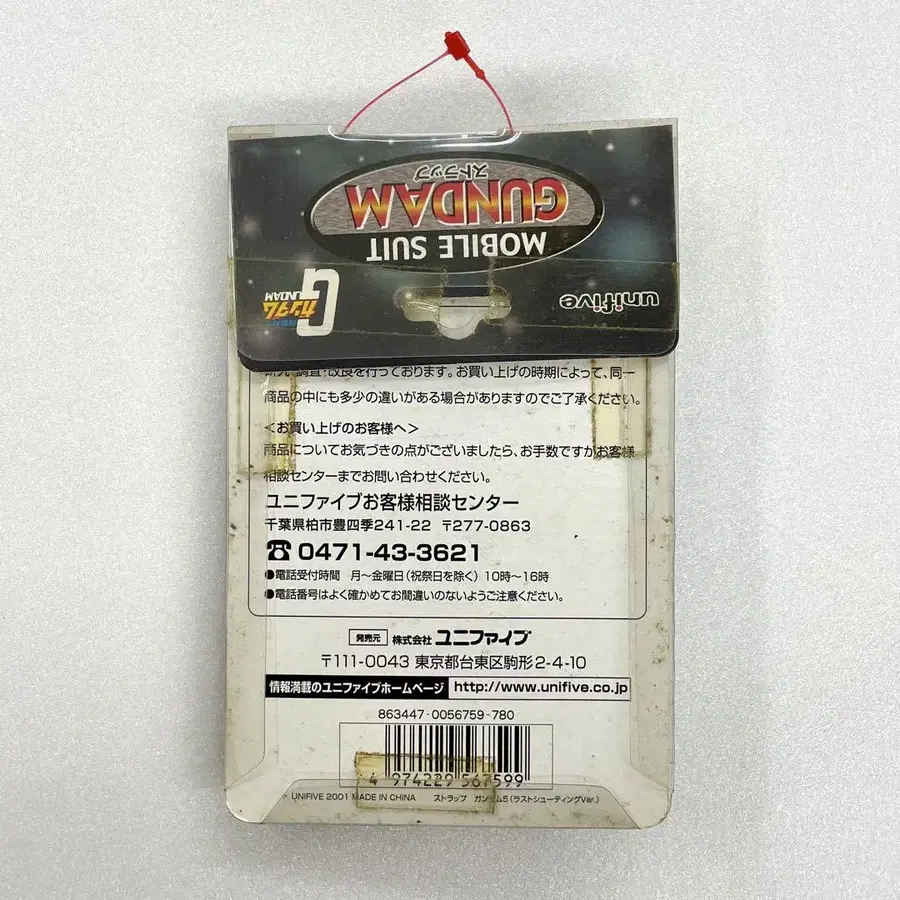 MOBILE SUIT
GUNDAM
ストラップ
unifive
G
GUNDAM
ガンダム
研究・調査・改良を行っております。お買い上げの時期によって、同一
商品の中にも多少の違いがある場合がありますのでご了承ください。
＜お買い上げのお客様へ＞
商品についてお気づきの点がございましたら、お手数ですがお客様
相談センターまでお問い合わせください。
ユニファイブお客様相談センター
千葉県柏市豊四季241-22 〒277-0863
☎ 0471-43-3621
●電話受付時間 月〜金曜日（祝祭日を除く）10時〜16時
●電話番号はよく確かめてお間違いのないようご注意ください。
発売元 株式会社 ユニファイブ
〒111-0043 東京都台東区駒形2-4-10
情報満載のユニファイブホームページ http://www.unifive.co.jp
863447-0056759-780
4 974229 567599
UNIFIVE 2001 MADE IN CHINA ストラップ ガンダム5（ラストシューティングVer.）